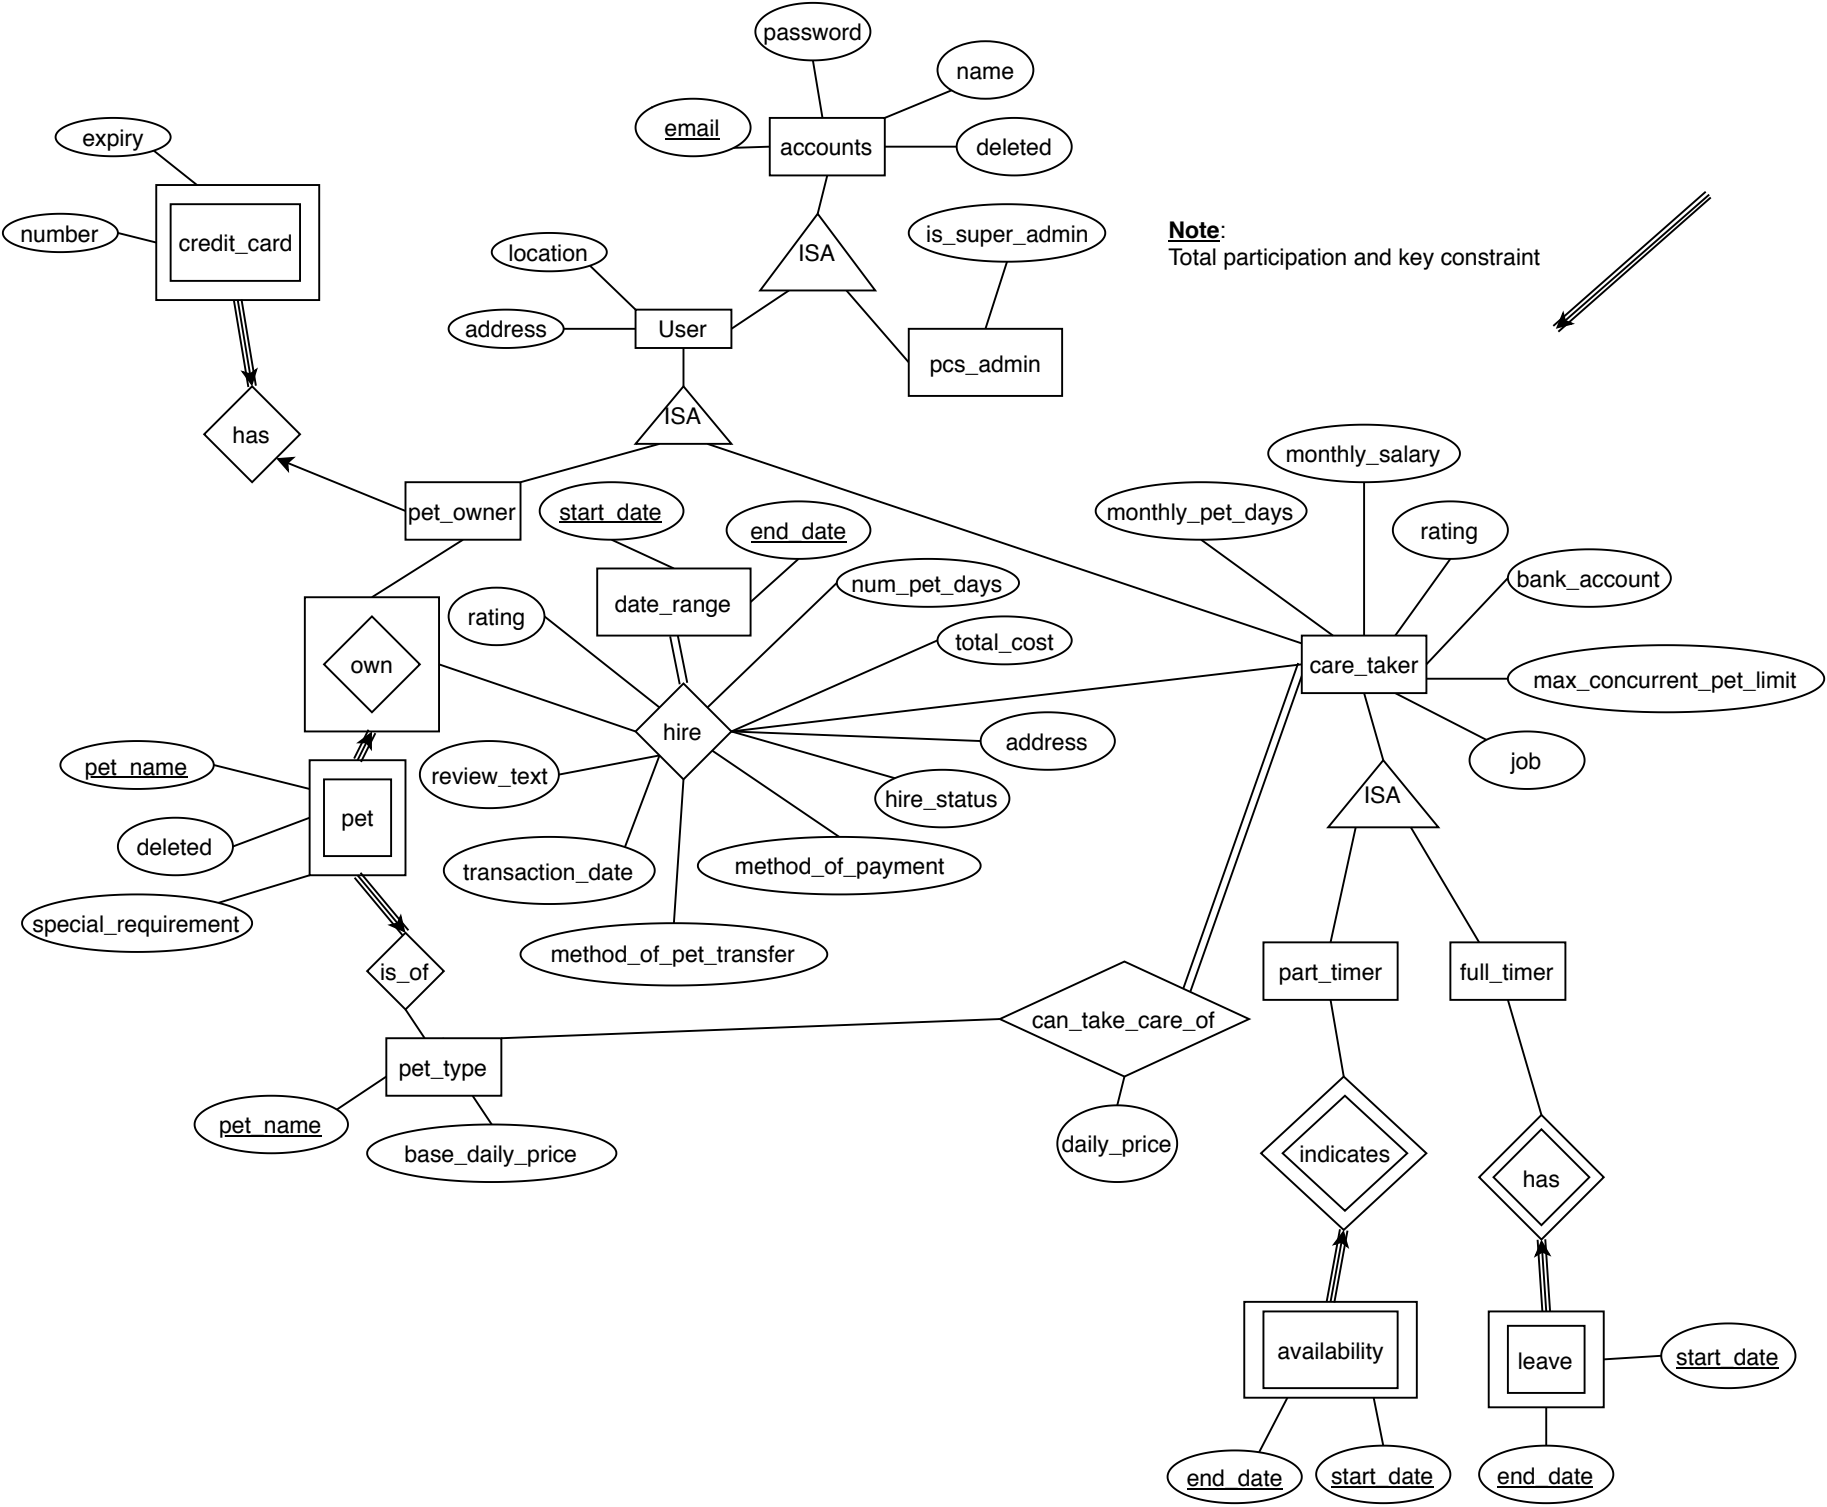 password
name
email
accounts
deleted
expiry
number
credit_card
is_super_admin
Note:
Total participation and key constraint
location
ISA
address
User
pcs_admin
ISA
has
monthly_salary
pet_owner
start_date
end_date
monthly_pet_days
rating
bank_account
num_pet_days
date_range
rating
total_cost
own
care_taker
max_concurrent_pet_limit
hire
address
pet_name
review_text
hire_status
job
ISA
pet
deleted
transaction_date
method_of_payment
special_requirement
method_of_pet_transfer
is_of
part_timer
full_timer
can_take_care_of
pet_type
pet_name
base_daily_price
daily_price
indicates
has
availability
leave
start_date
end_date
start_date
end_date